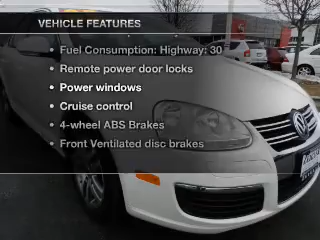 VEHICLE FEATURES
Fuel Consumption: Highway: 30
Remote power door locks
Power windows
Cruise control
4-wheel ABS Brakes
Front Ventilated disc brakes